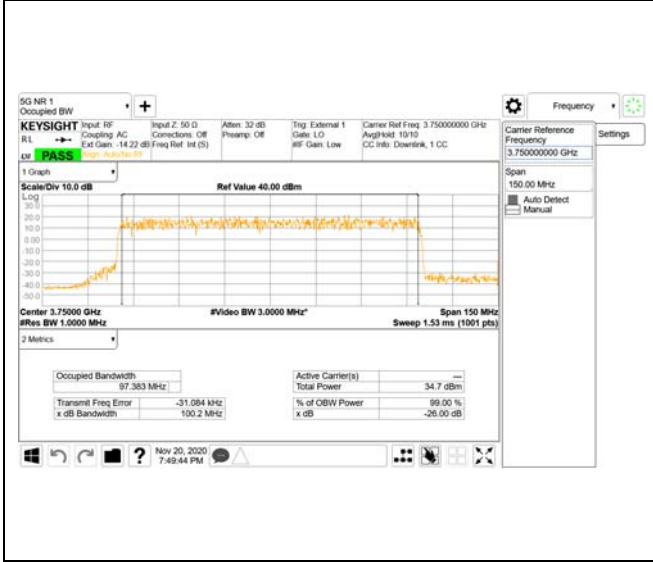 5G NR 1
Occupied BW
Frequency
KEYSIGHT
R L
LW PASS
Input: RF
Coupling: AC
Ext Gain: -14.22 dB
Align: Auto/No RF
Input Z: 50 Ω
Corrections: Off
Freq Ref: Int (S)
Atten: 32 dB
Preamp: Off
Trig: External 1
Gate: LO
#IF Gain: Low
Carrier Ref Freq: 3.750000000 GHz
Avg|Hold: 10/10
CC Info: Downlink, 1 CC
Carrier Reference
Frequency
3.750000000 GHz
Settings
Span
150.00 MHz
Auto Detect
Manual
1 Graph
Scale/Div 10.0 dB
Ref Value 40.00 dBm
Log
30.0
20.0
10.0
0.00
-10.0
-20.0
-30.0
-40.0
-50.0
Center 3.75000 GHz
#Video BW 3.0000 MHz*
Span 150 MHz
#Res BW 1.0000 MHz
Sweep 1.53 ms (1001 pts)
2 Metrics
Occupied Bandwidth
97.383 MHz
Transmit Freq Error -31.084 kHz
x dB Bandwidth 100.2 MHz
Active Carrier(s) ---
Total Power 34.7 dBm
% of OBW Power 99.00 %
x dB -26.00 dB
Nov 20, 2020
7:49:44 PM